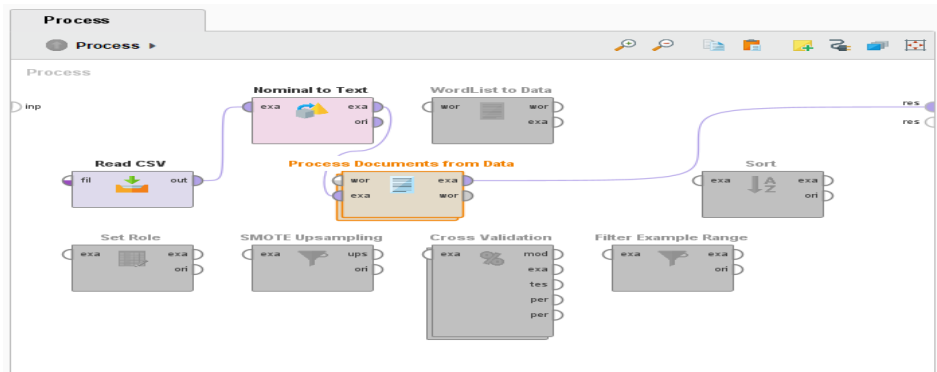 Process
Process
Process
inp
res
res
Nominal to Text
exa exa
ori
WordList to Data
wor wor
exa
Read CSV
fil out
Process Documents from Data
wor exa
exa wor
Sort
exa exa
ori
A
Z
Set Role
exa exa
ori
SMOTE Upsampling
exa ups
ori
Cross Validation
exa mod
exa
tes
per
per
Filter Example Range
exa exa
ori